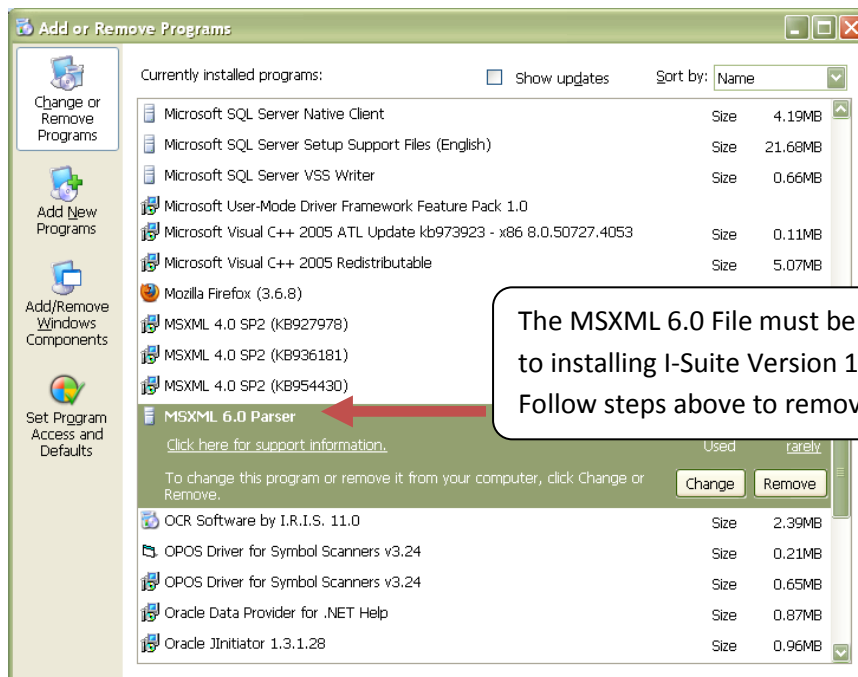 Add or Remove Programs
Change or
Remove
Programs
Add New
Programs
Add/Remove
Windows
Components
Set Program
Access and
Defaults
Currently installed programs:
Show updates
Sort by: Name
Microsoft SQL Server Native Client Size 4.19MB
Microsoft SQL Server Setup Support Files (English) Size 21.68MB
Microsoft SQL Server VSS Writer Size 0.66MB
Microsoft User-Mode Driver Framework Feature Pack 1.0
Microsoft Visual C++ 2005 ATL Update kb973923 - x86 8.0.50727.4053 Size 0.11MB
Microsoft Visual C++ 2005 Redistributable Size 5.07MB
Mozilla Firefox (3.6.8)
MSXML 4.0 SP2 (KB927978)
MSXML 4.0 SP2 (KB936181)
MSXML 4.0 SP2 (KB954430)
The MSXML 6.0 File must be
to installing I-Suite Version 1
Follow steps above to remov
MSXML 6.0 Parser
Click here for support information. Used rarely
To change this program or remove it from your computer, click Change or
Remove.
Change Remove
OCR Software by I.R.I.S. 11.0 Size 2.39MB
OPOS Driver for Symbol Scanners v3.24 Size 0.21MB
OPOS Driver for Symbol Scanners v3.24 Size 0.65MB
Oracle Data Provider for .NET Help Size 0.87MB
Oracle JInitiator 1.3.1.28 Size 0.96MB